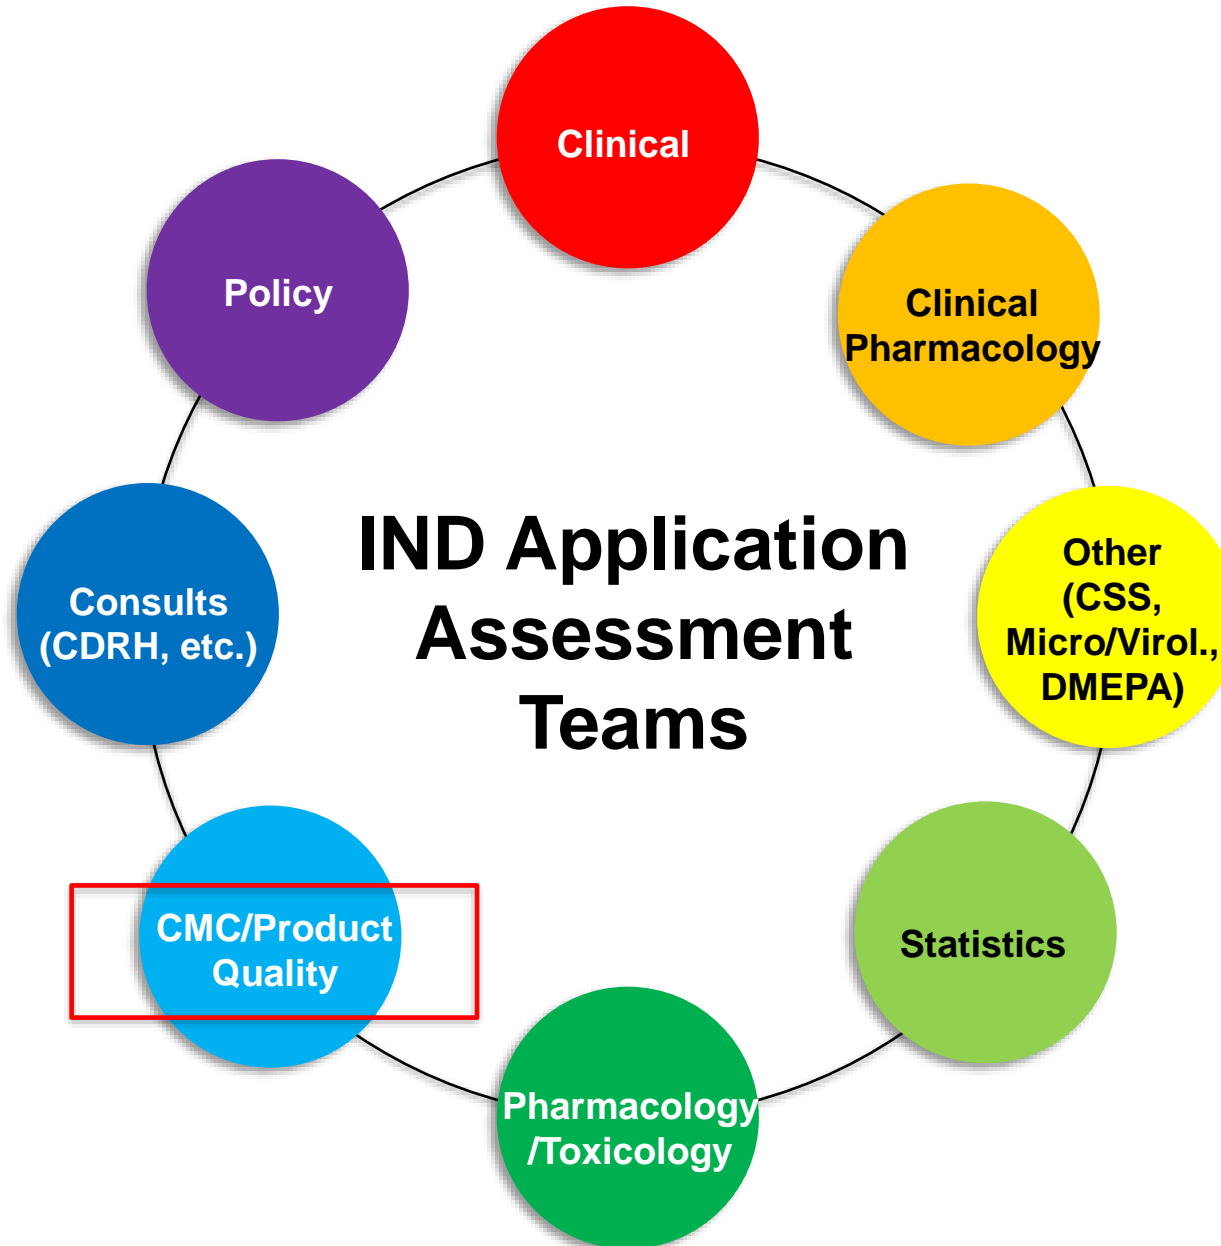 Clinical
Policy
Clinical
Pharmacology
IND Application
Assessment
Teams
Other
(CSS,
Micro/Virol.,
DMEPA)
Consults
(CDRH, etc.)
CMC/Product
Quality
Statistics
Pharmacology
/Toxicology